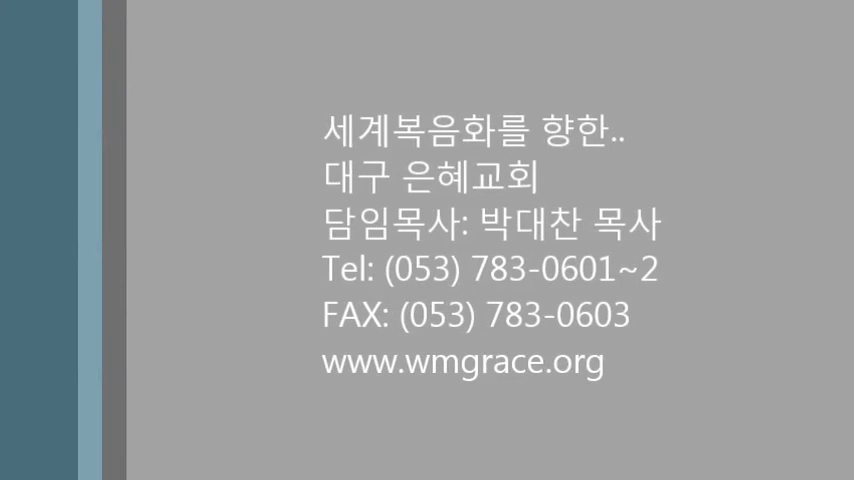 세계복음화를 향한..
대구 은혜교회
담임목사: 박대찬 목사
Tel: (053) 783-0601~2
FAX: (053) 783-0603
www.wmgrace.org